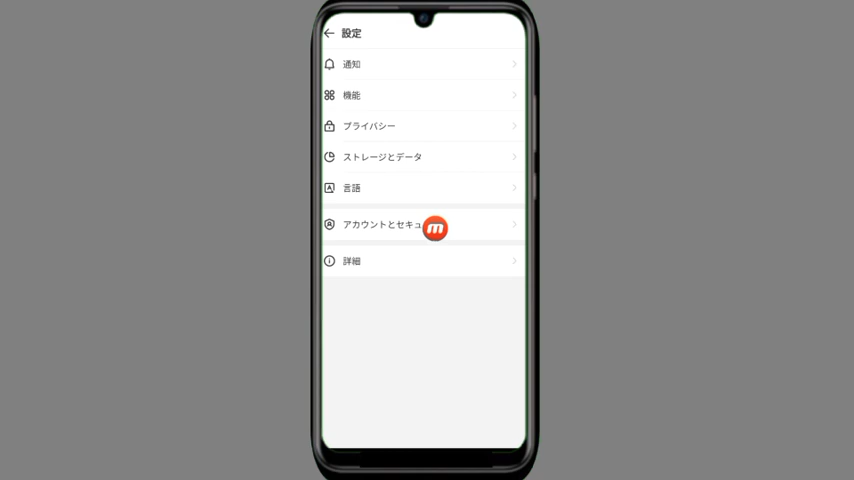 設定
通知
機能
プライバシー
ストレージとデータ
言語
アカウントとセキュ
詳細